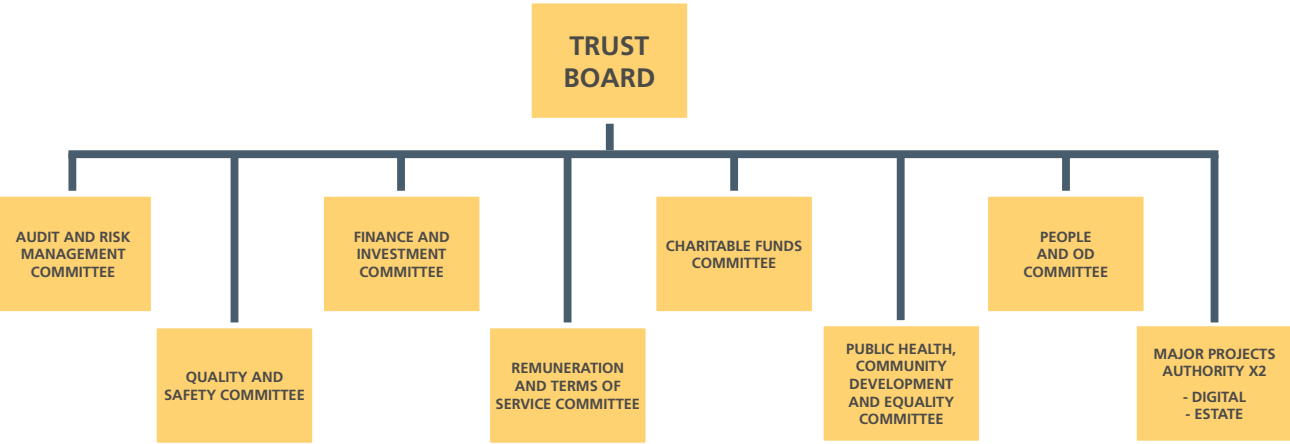 TRUST
BOARD
AUDIT AND RISK
MANAGEMENT
COMMITTEE
QUALITY AND
SAFETY COMMITTEE
FINANCE AND
INVESTMENT
COMMITTEE
REMUNERATION
AND TERMS OF
SERVICE COMMITTEE
CHARITABLE FUNDS
COMMITTEE
PUBLIC HEALTH,
COMMUNITY
DEVELOPMENT
AND EQUALITY
COMMITTEE
PEOPLE
AND OD
COMMITTEE
MAJOR PROJECTS
AUTHORITY X2
- DIGITAL
- ESTATE